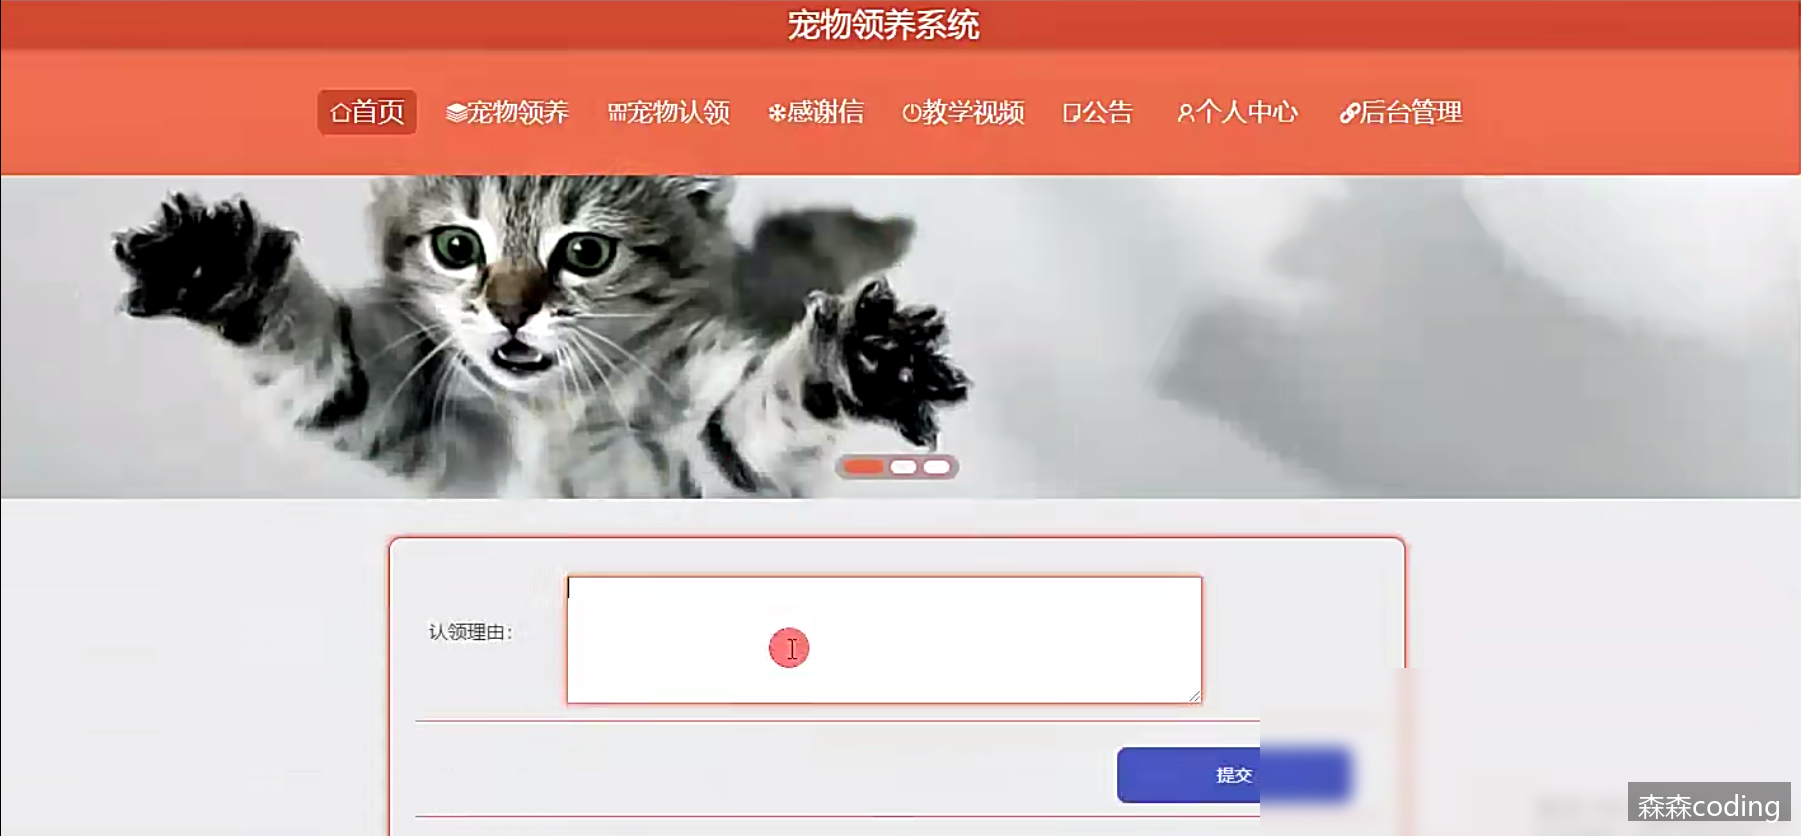 宠物领养系统
首页 宠物领养 宠物认领 感谢信 教学视频 公告 个人中心 后台管理
认领理由：
提交
森森coding